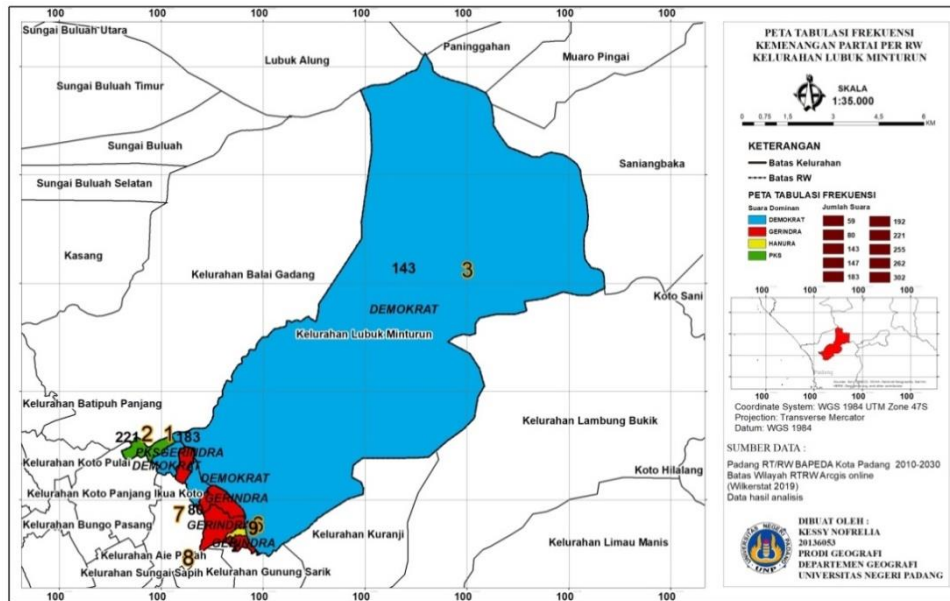 100 100 100 100 100 100 100
Sungai Buluah Utara
Paninggahan
Lubuk Alung
Muaro Pingai
Sungai Buluah Timur
Sungai Buluah
Saniangbaka
Sungai Buluah Selatan
Kasang
Kelurahan Balai Gadang
143
3
Koto Sani
DEMOKRAT
Kelurahan Lubuk Minturun
Kelurahan Batipuh Panjang
Kelurahan Lambung Bukik
221 2 1 183
PKS GERINDRA
Kelurahan Koto Pulai
DEMOKRAT
DEMOKRAT
Koto Hilalang
Kelurahan Koto Panjang Ikua Koto
GERINDRA
7
80
GERINDRA
6
9
Kelurahan Bungo Pasang
Kelurahan Kuranji
GERINDRA
Kelurahan Limau Manis
Kelurahan Aie Pacah
8
Kelurahan Sungai Sapih
Kelurahan Gunung Sarik
100 100 100 100 100 100 100
PETA TABULASI FREKUENSI
KEMENANGAN PARTAI PER RW
KELURAHAN LUBUK MINTURUN
SKALA
1:35.000
0 0,75 1,5 3 4,5 6
KM
KETERANGAN
Batas Kelurahan
Batas RW
PETA TABULASI FREKUENSI
Suara Dominan
DEMOKRAT
GERINDRA
HANURA
PKS
Jumlah Suara
59 192
80 221
143 255
147 262
183 302
100 100 100 100
Padang
100 100 100 100
Coordinate System: WGS 1984 UTM Zone 47S
Projection: Transverse Mercator
Datum: WGS 1984
SUMBER DATA :
Padang RT/RW BAPEDA Kota Padang 2010-2030
Batas Wilayah RTRW Arcgis online
(Wilkerstat 2019)
Data hasil analisis
UNIVERSITAS NEGERI PADANG
UNP
DIBUAT OLEH :
KESSY NOFRELIA
20136053
PRODI GEOGRAFI
DEPARTEMEN GEOGRAFI
UNIVERSITAS NEGERI PADANG